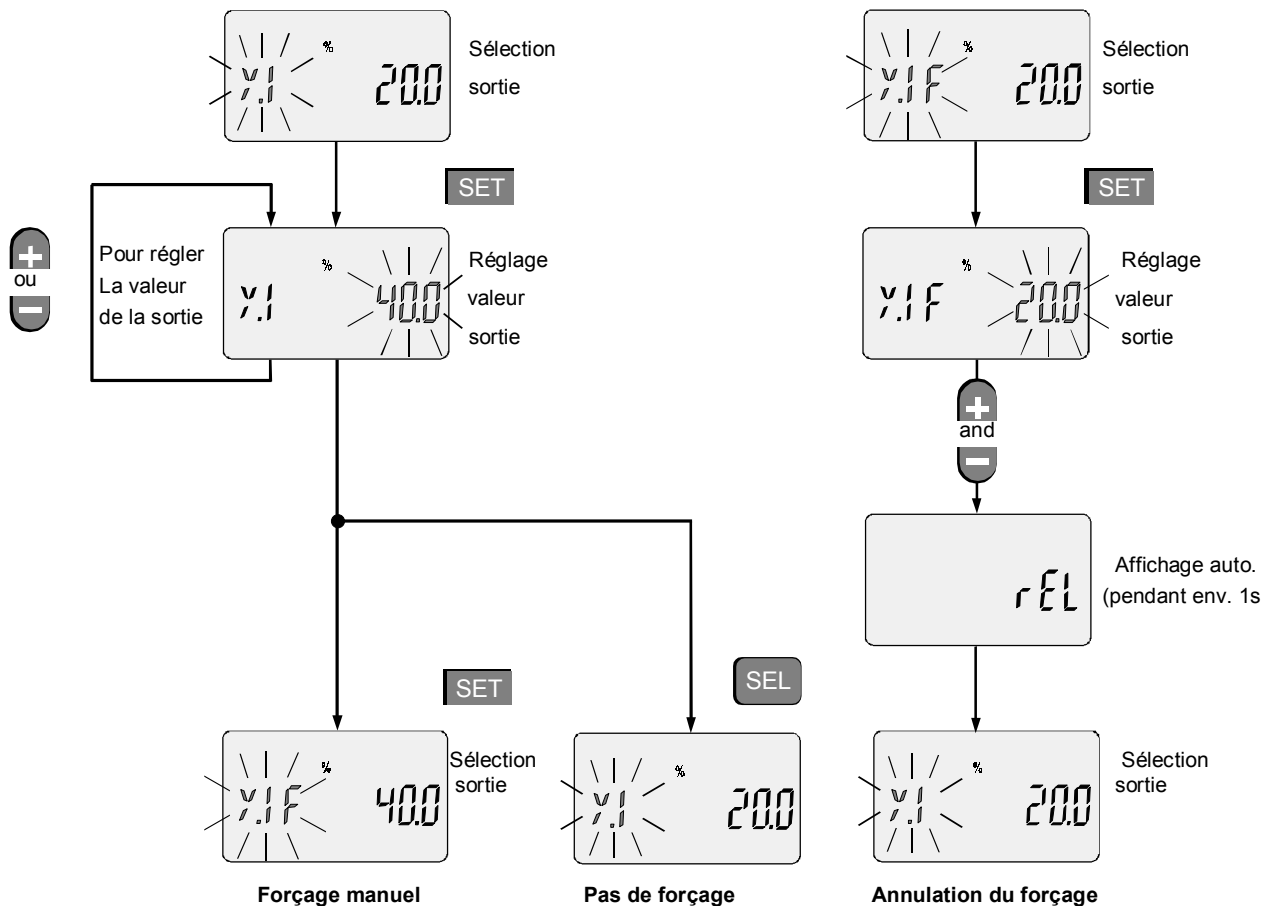 Y.1 % 20.0
Sélection
sortie
SET
+
ou
−
Pour régler
La valeur
de la sortie
Y.1 % 40.0
Réglage
valeur
sortie
SET
Y.1F % 40.0
Sélection
sortie
Forçage manuel
SEL
Y.1 % 20.0
Pas de forçage
Y.1F % 20.0
Sélection
sortie
SET
Y.1F % 20.0
Réglage
valeur
sortie
+
and
−
rEL
Affichage auto.
(pendant env. 1s
Y.1 % 20.0
Sélection
sortie
Annulation du forçage